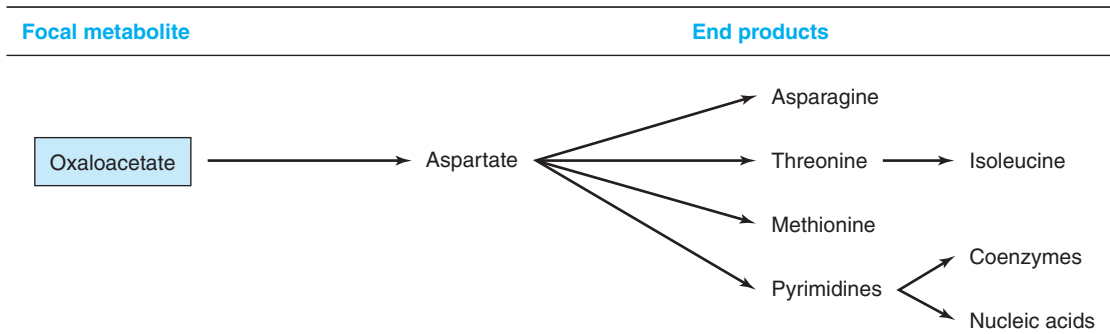 Focal metabolite
End products
Asparagine
Oxaloacetate
Aspartate
Threonine
Isoleucine
Methionine
Coenzymes
Pyrimidines
Nucleic acids